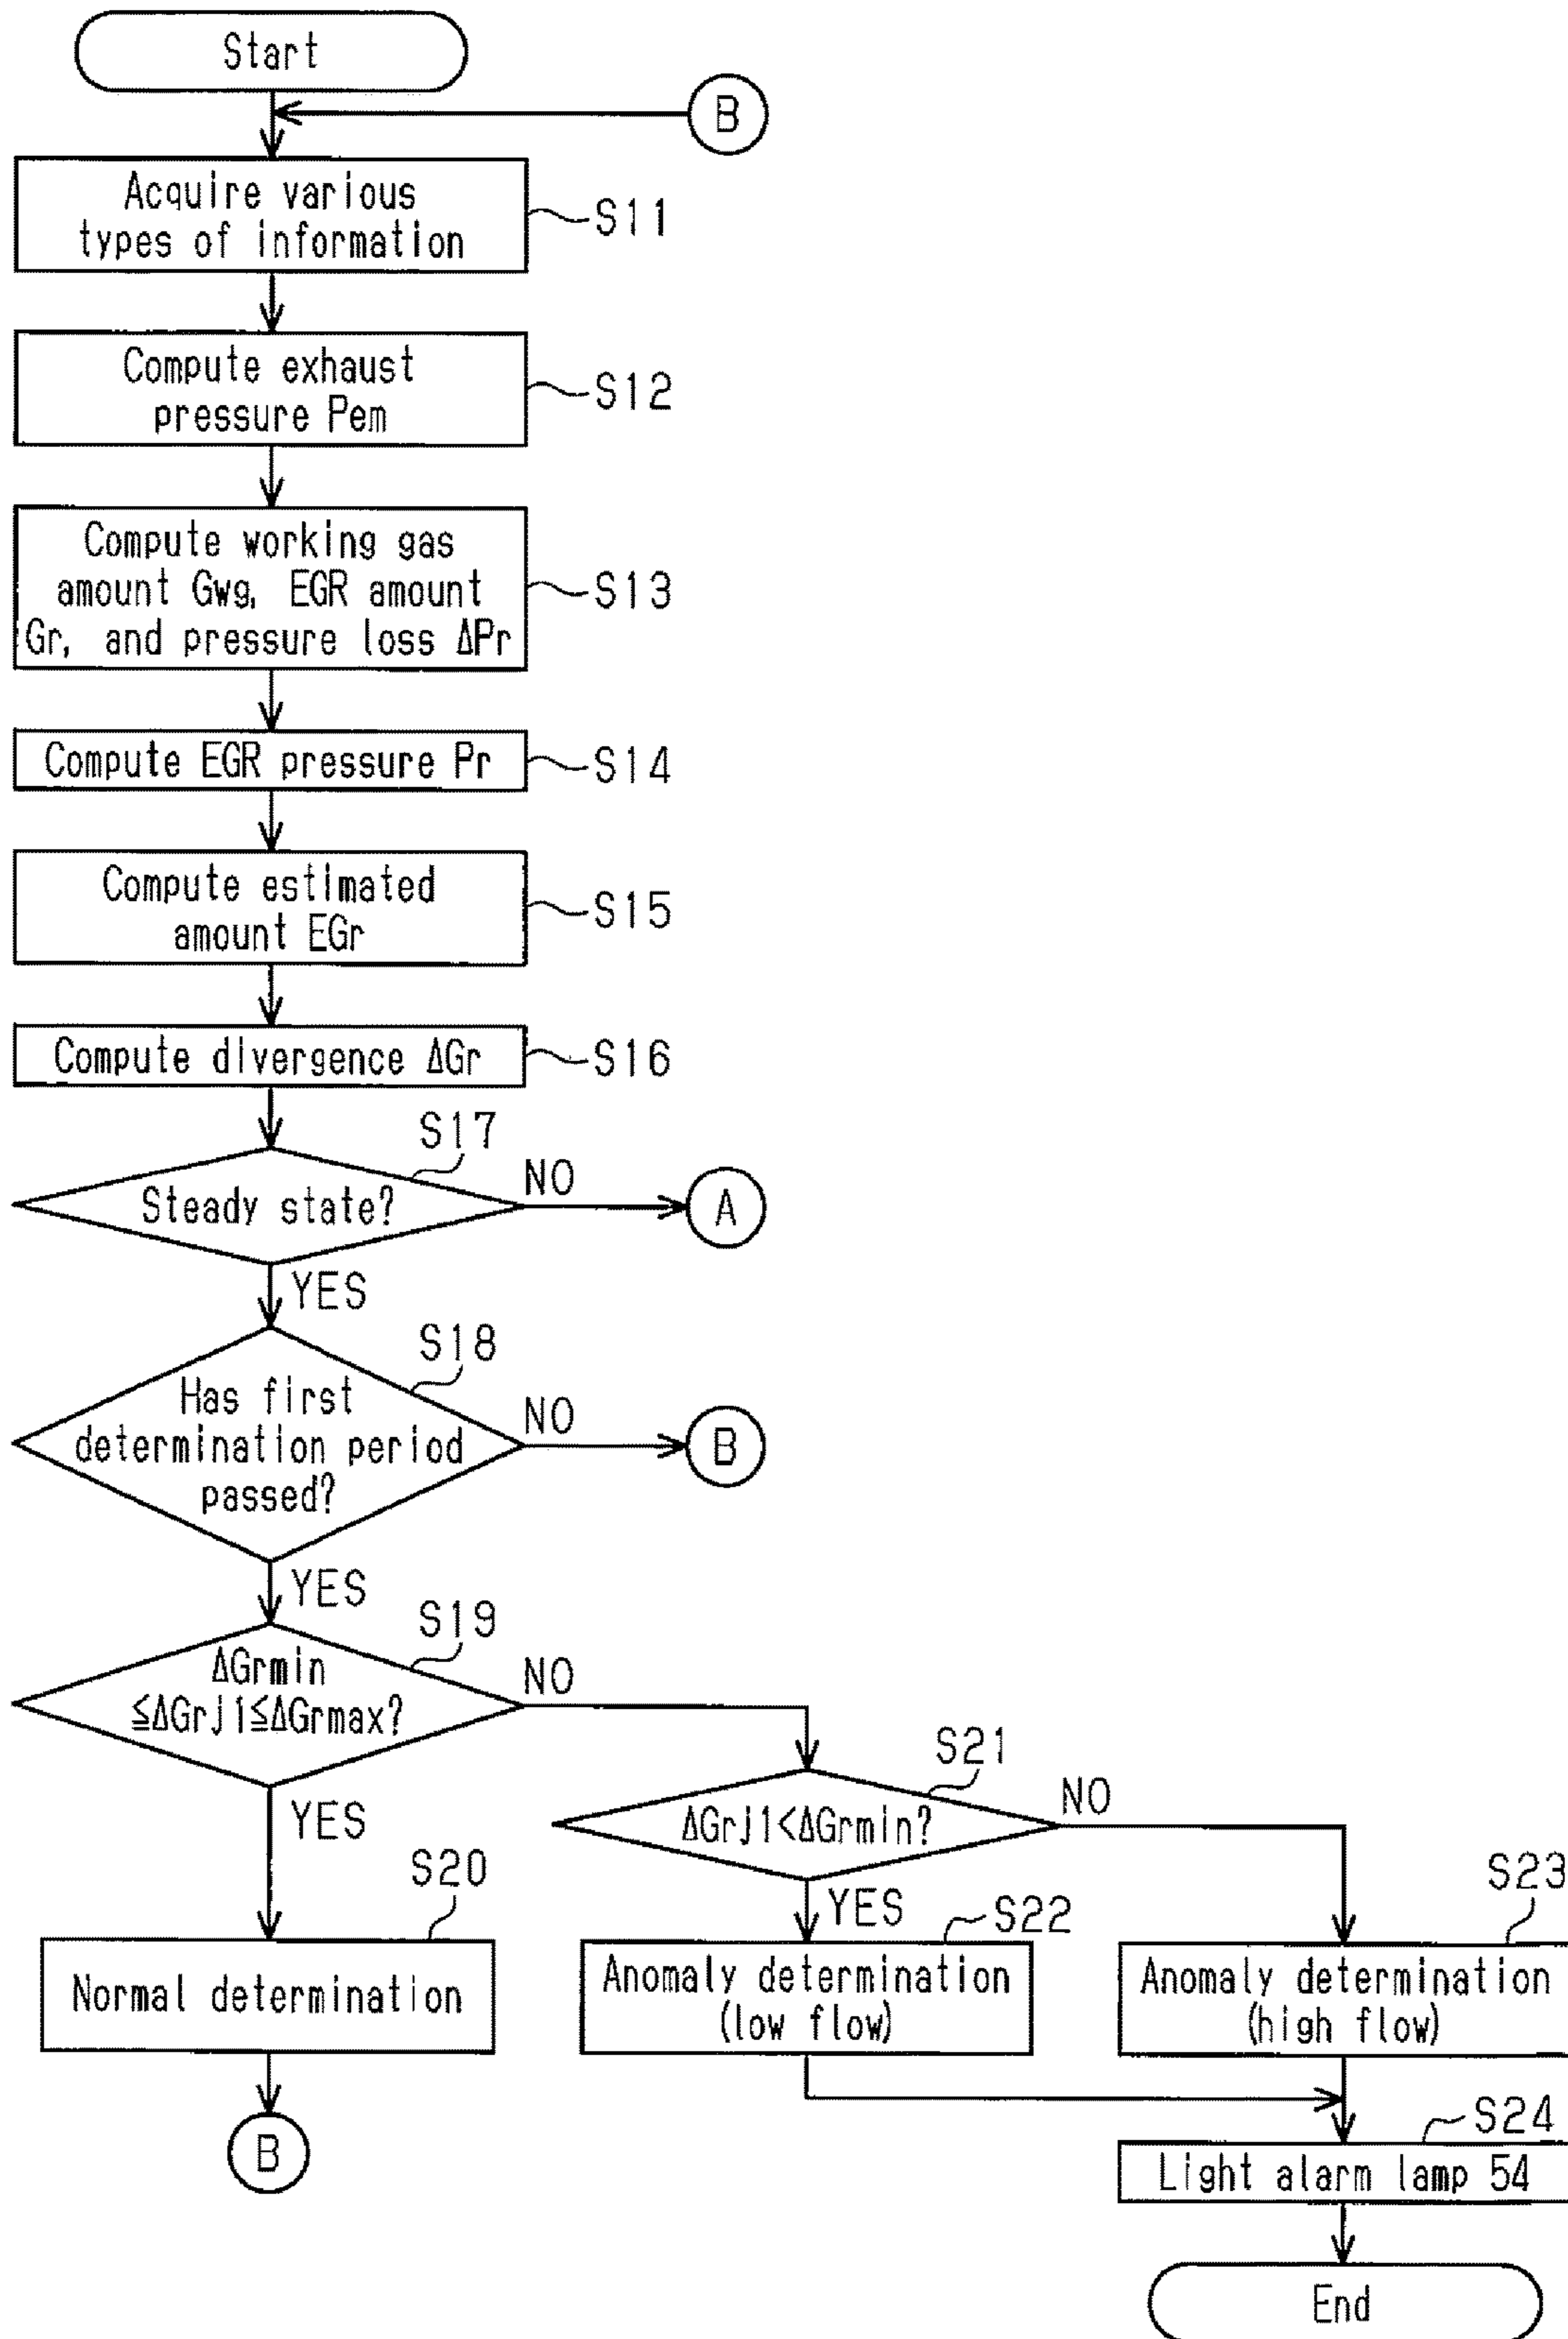 Start
B
Acquire various
types of information
S11
Compute exhaust
pressure Pem
S12
Compute working gas
amount Gwg, EGR amount
Gr, and pressure loss ΔPr
S13
Compute EGR pressure Pr
S14
Compute estimated
amount EGr
S15
Compute divergence ΔGr
S16
S17
Steady state?
NO
A
YES
S18
Has first
determination period
passed?
NO
B
YES
S19
ΔGrmin
≦ΔGrj1≦ΔGrmax?
NO
YES
S21
ΔGrj1<ΔGrmin?
NO
YES
S20
Normal determination
B
S22
Anomaly determination
(low flow)
S23
Anomaly determination
(high flow)
S24
Light alarm lamp 54
End